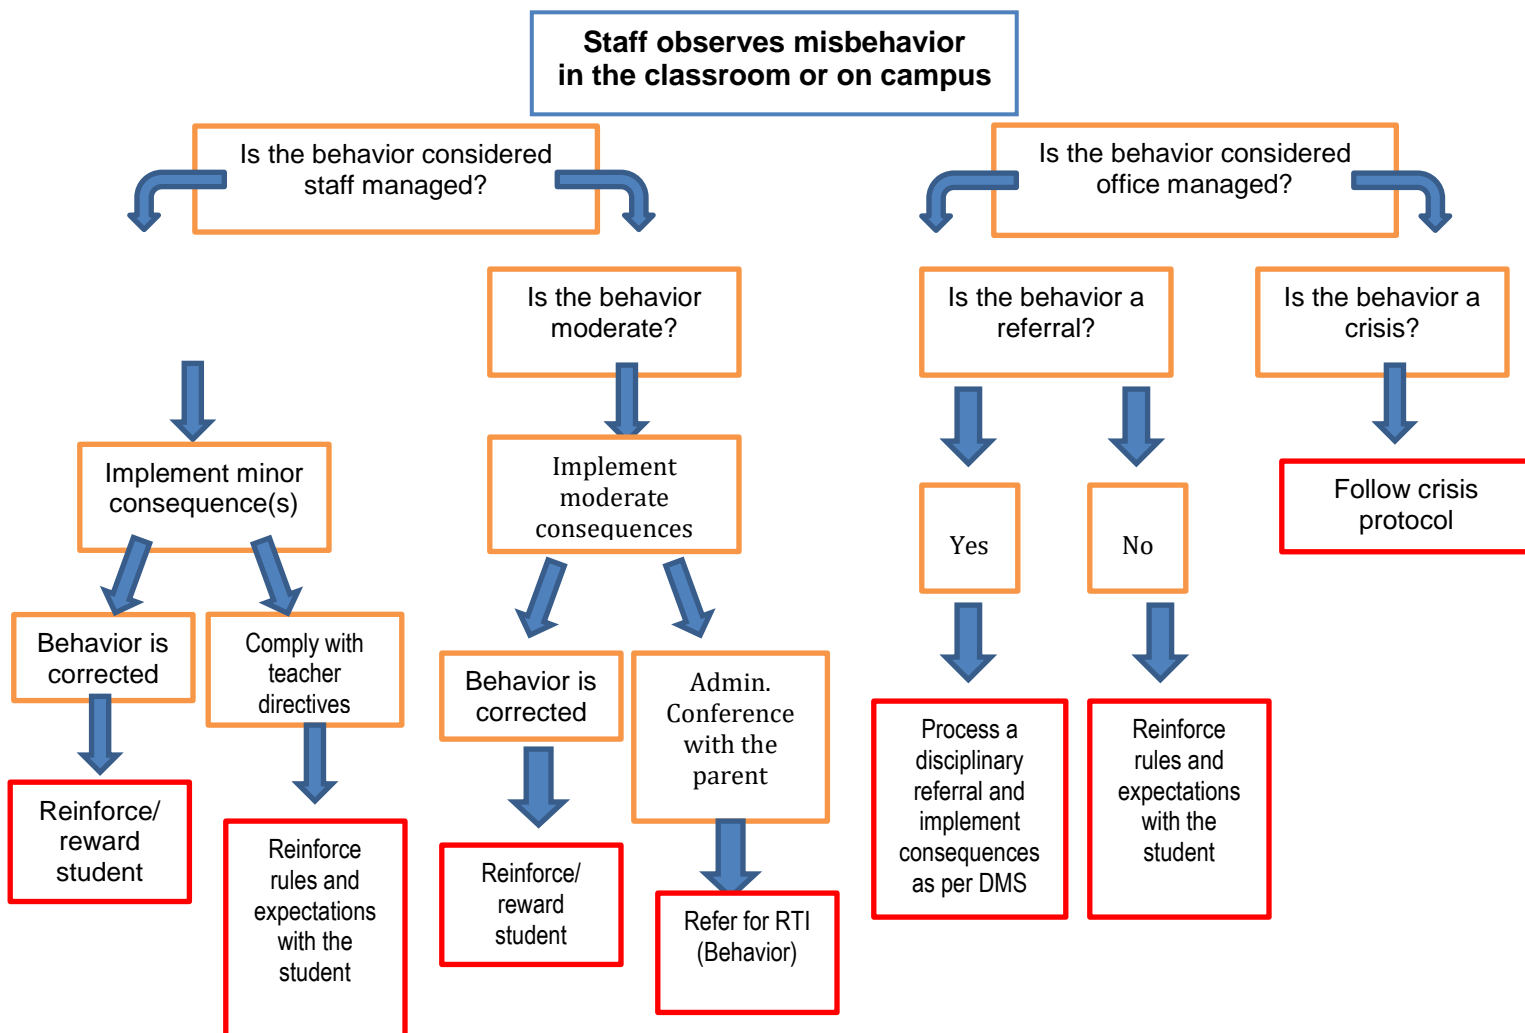 Staff observes misbehavior
in the classroom or on campus
Is the behavior considered
staff managed?
Is the behavior considered
office managed?
Is the behavior
moderate?
Is the behavior a
referral?
Is the behavior a
crisis?
Implement minor
consequence(s)
Implement
moderate
consequences
Yes
No
Follow crisis
protocol
Behavior is
corrected
Comply with
teacher
directives
Behavior is
corrected
Admin.
Conference
with the
parent
Reinforce/
reward
student
Reinforce
rules and
expectations
with the
student
Reinforce/
reward
student
Refer for RTI
(Behavior)
Process a
disciplinary
referral and
implement
consequences
as per DMS
Reinforce
rules and
expectations
with the
student